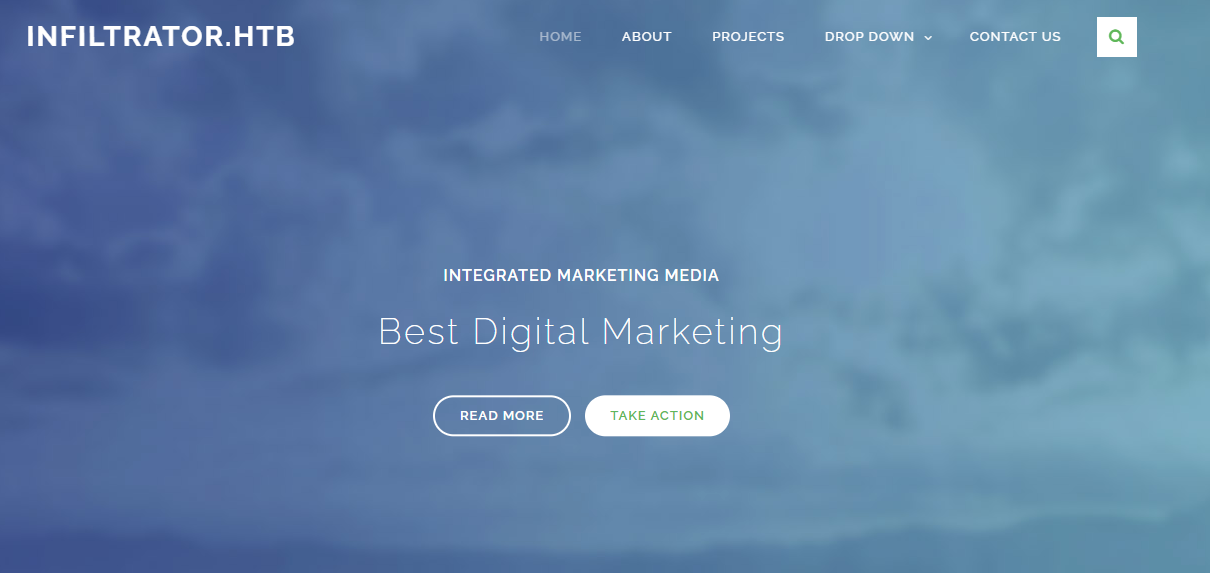 INFILTRATOR.HTB
HOME ABOUT PROJECTS DROP DOWN CONTACT US
INTEGRATED MARKETING MEDIA
Best Digital Marketing
READ MORE TAKE ACTION